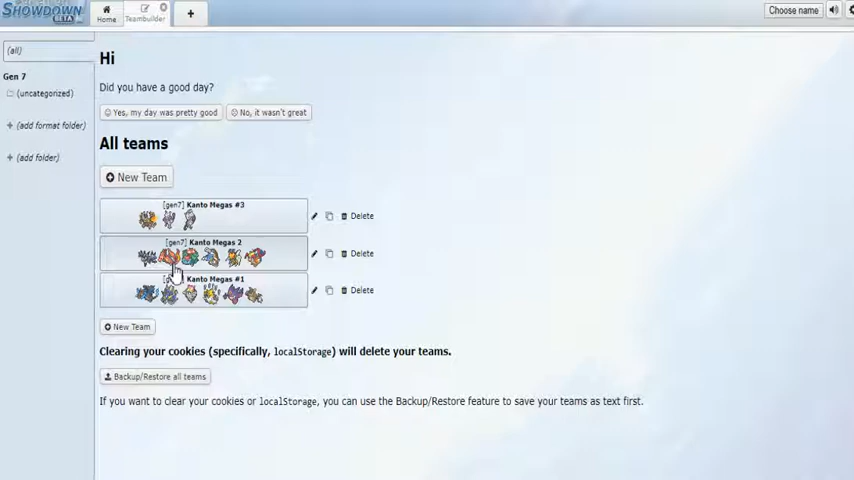 SHOWDOWN
BETA
Home
Teambuilder
Choose name
(all)
Gen 7
(uncategorized)
(add format folder)
(add folder)
Hi
Did you have a good day?
Yes, my day was pretty good
No, it wasn't great
All teams
New Team
[gen7] Kanto Megas #3
Delete
[gen7] Kanto Megas 2
Delete
Kanto Megas #1
Delete
New Team
Clearing your cookies (specifically, localStorage) will delete your teams.
Backup/Restore all teams
If you want to clear your cookies or localStorage, you can use the Backup/Restore feature to save your teams as text first.